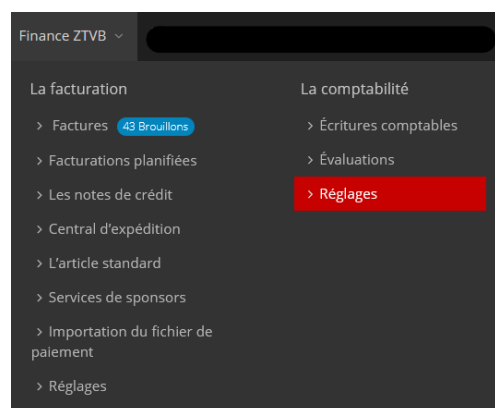 Finance ZTVB
La facturation
Factures 43 Brouillons
Facturations planifiées
Les notes de crédit
Central d'expédition
L'article standard
Services de sponsors
Importation du fichier de
paiement
Réglages
La comptabilité
Écritures comptables
Évaluations
Réglages